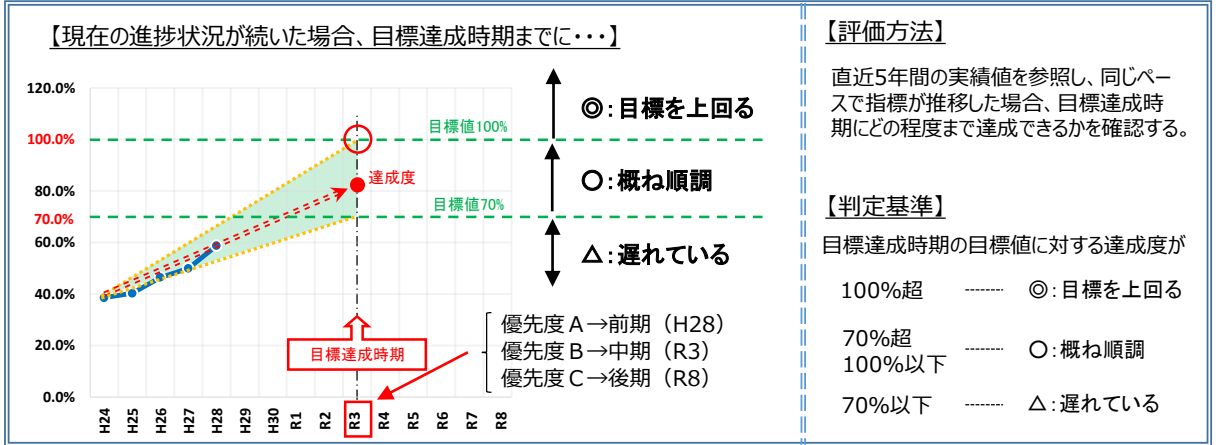 【現在の進捗状況が続いた場合、目標達成時期までに・・・】
120.0%
100.0%
80.0%
70.0%
60.0%
40.0%
20.0%
0.0%
目標値100%
達成度
目標値70%
目標達成時期
H24
H25
H26
H27
H28
H29
H30
R1
R2
R3
R4
R5
R6
R7
R8
◎:目標を上回る
○:概ね順調
△:遅れている
優先度A→前期(H28)
優先度B→中期(R3)
優先度C→後期(R8)
【評価方法】
直近5年間の実績値を参照し、同じペー
スで指標が推移した場合、目標達成時
期にどの程度まで達成できるかを確認する。
【判定基準】
目標達成時期の目標値に対する達成度が
100%超 ------- ◎:目標を上回る
70%超
100%以下 ------- ○:概ね順調
70%以下 ------- △:遅れている